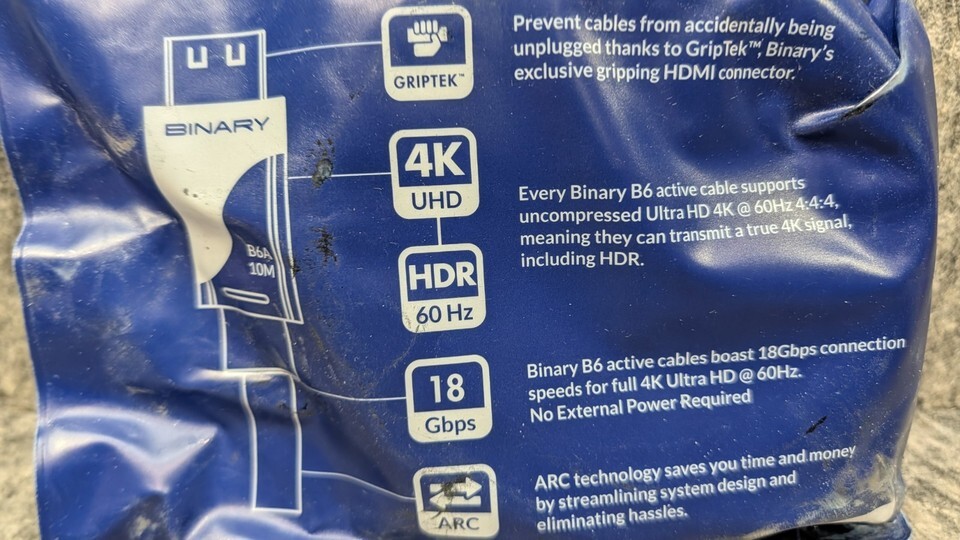 BINARY
B6A
10M
GRIPTEK™
Prevent cables from accidentally being
unplugged thanks to GripTek™, Binary's
exclusive gripping HDMI connector.
4K
UHD
HDR
60 Hz
Every Binary B6 active cable supports
uncompressed Ultra HD 4K @ 60Hz 4:4:4,
meaning they can transmit a true 4K signal,
including HDR.
18
Gbps
Binary B6 active cables boast 18Gbps connection
speeds for full 4K Ultra HD @ 60Hz.
No External Power Required
ARC
ARC technology saves you time and money
by streamlining system design and
eliminating hassles.